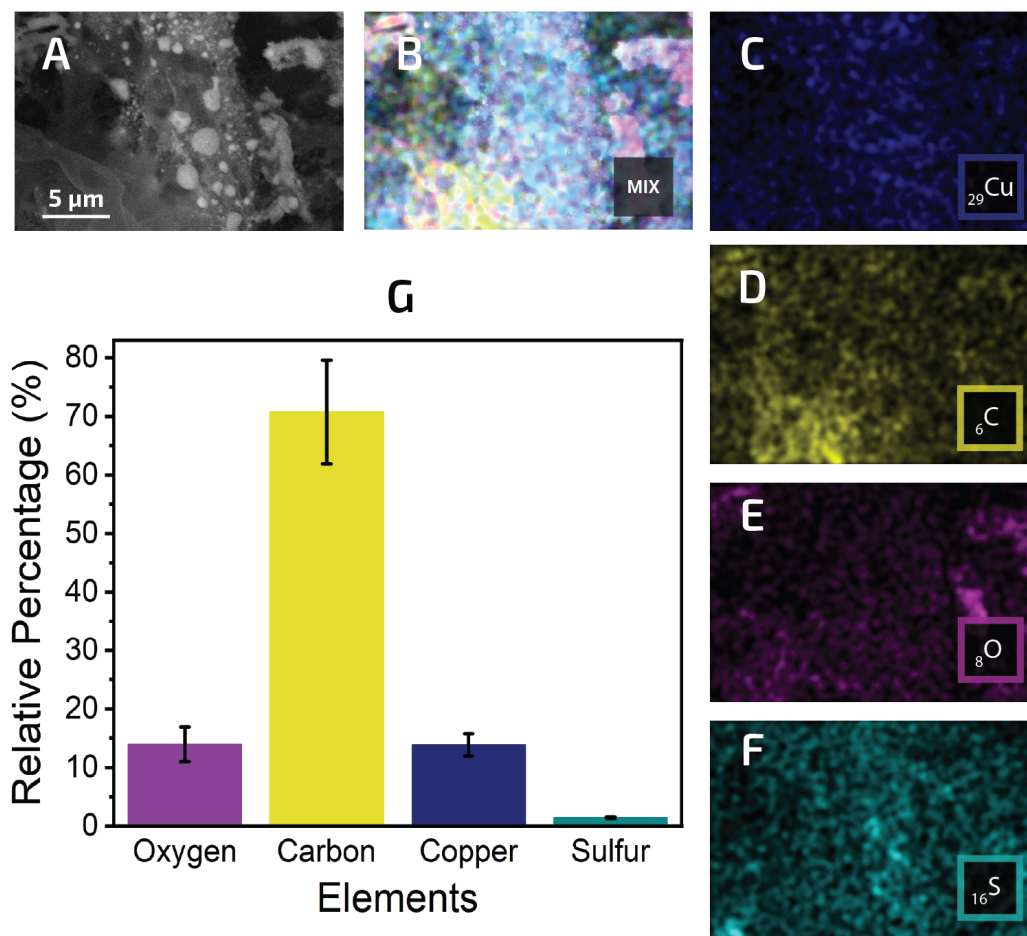 A
5 µm
B
MIX
C
29Cu
D
6C
E
8O
F
16S
G
Relative Percentage (%)
80
70
60
50
40
30
20
10
0
Oxygen Carbon Copper Sulfur
Elements